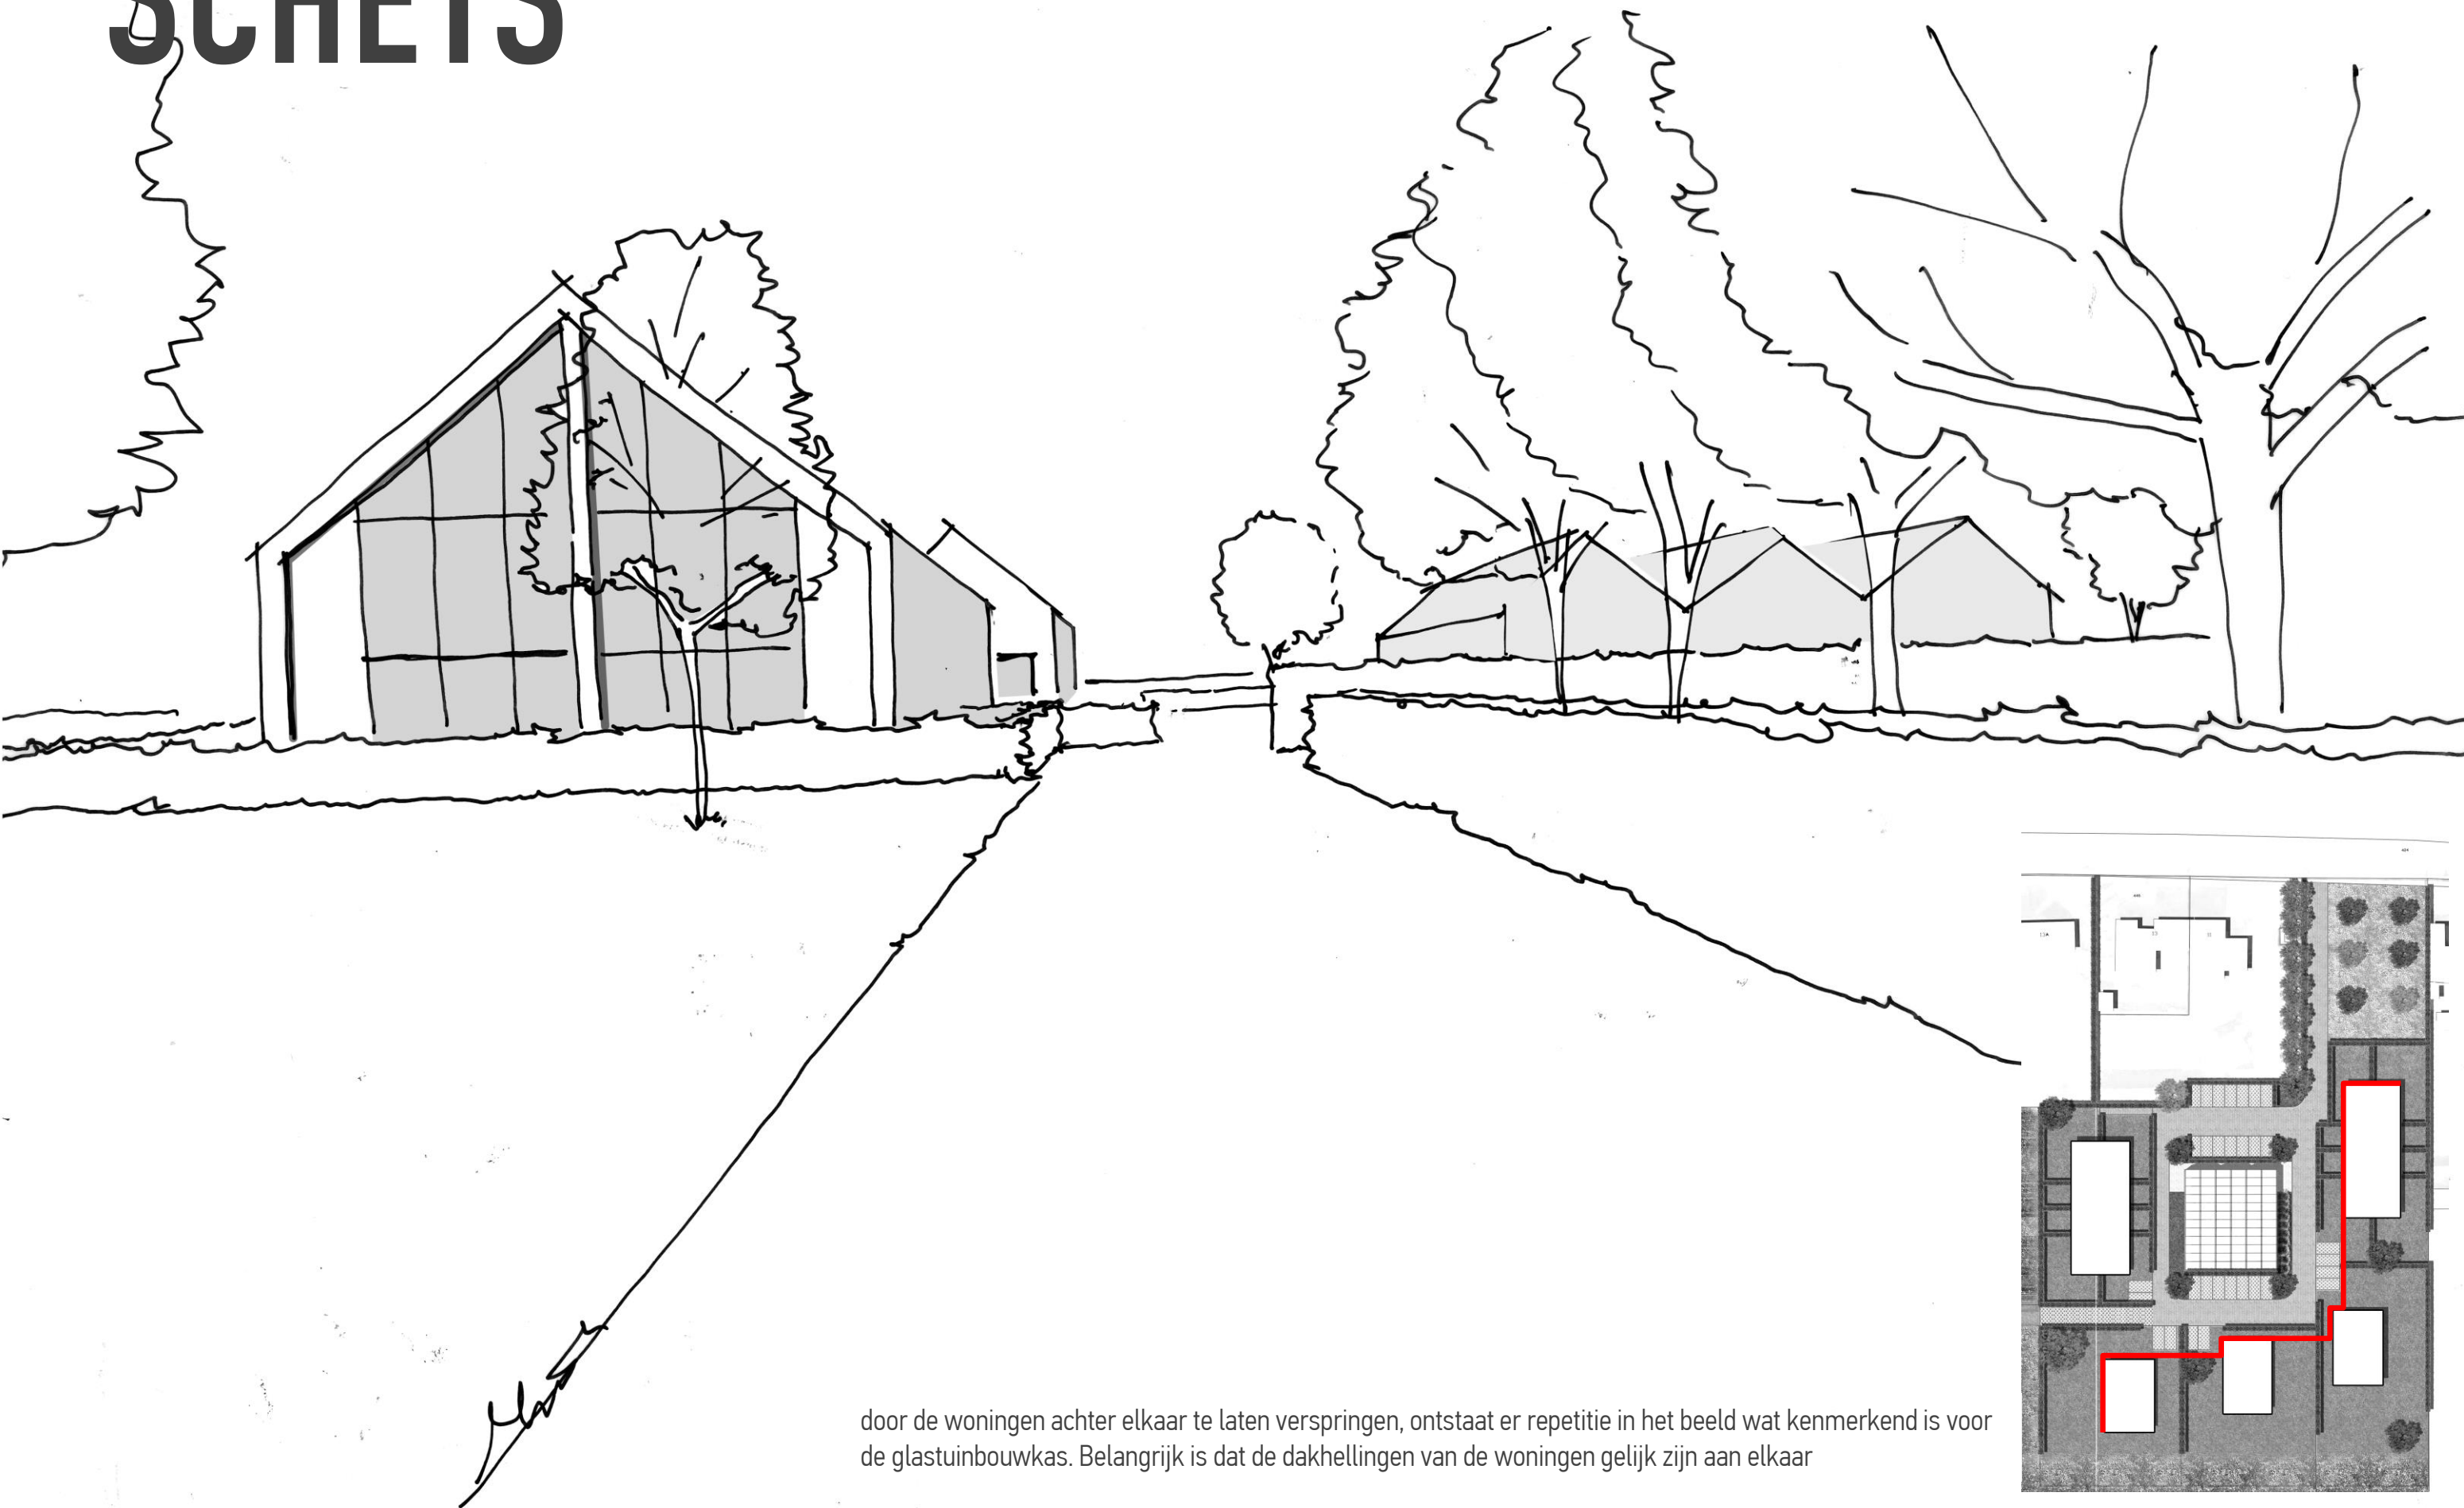 SCHETS
door de woningen achter elkaar te laten verspringen, ontstaat er repetitie in het beeld wat kenmerkend is voor
de glastuinbouwkas. Belangrijk is dat de dakhellingen van de woningen gelijk zijn aan elkaar